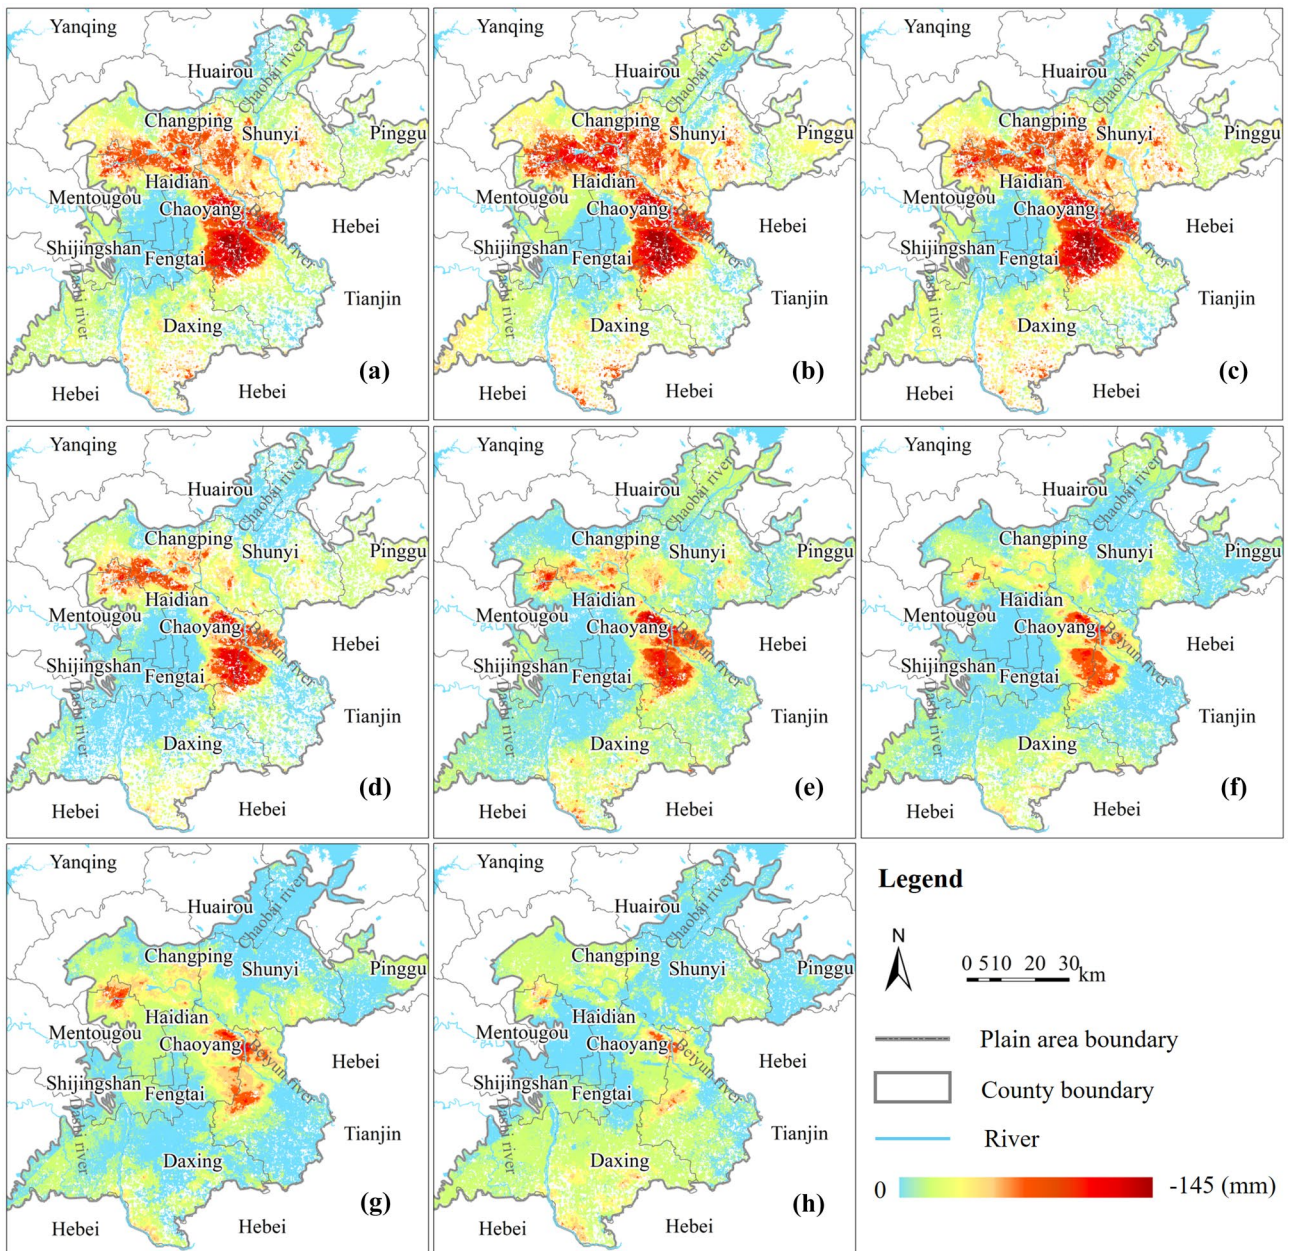 Yanqing
Huairou
Chaobai river
Changping
Shunyi
Pinggu
Haidian
Mentougou
Chaoyang
Hebei
Shijingshan
Fengtai
river
Dashi river
Tianjin
Daxing
(a)
Hebei
Hebei
Yanqing
Huairou
Chaobai river
Changping
Shunyi
Pinggu
Haidian
Mentougou
Chaoyang
Hebei
Shijingshan
Fengtai
river
Dashi river
Tianjin
Daxing
(b)
Hebei
Hebei
Yanqing
Huairou
Chaobai river
Changping
Shunyi
Pinggu
Haidian
Mentougou
Chaoyang
Hebei
Shijingshan
Fengtai
river
Dashi river
Tianjin
Daxing
(c)
Hebei
Hebei
Yanqing
Huairou
Chaobai river
Changping
Shunyi
Pinggu
Haidian
Mentougou
Chaoyang
Beiyun river
Hebei
Shijingshan
Fengtai
Dashi river
Tianjin
Daxing
(d)
Hebei
Hebei
Yanqing
Huairou
Chaobai river
Changping
Shunyi
Pinggu
Haidian
Mentougou
Chaoyang
Beiyun river
Hebei
Shijingshan
Fengtai
Dashi river
Tianjin
Daxing
(e)
Hebei
Hebei
Yanqing
Huairou
Chaobai river
Changping
Shunyi
Pinggu
Haidian
Mentougou
Chaoyang
Beiyun river
Hebei
Shijingshan
Fengtai
Dashi river
Tianjin
Daxing
(f)
Hebei
Hebei
Yanqing
Huairou
Chaobai river
Changping
Shunyi
Pinggu
Haidian
Mentougou
Chaoyang
Beiyun river
Hebei
Shijingshan
Fengtai
Dashi river
Tianjin
Daxing
(g)
Hebei
Hebei
Yanqing
Huairou
Chaobai river
Changping
Shunyi
Pinggu
Haidian
Mentougou
Chaoyang
Beiyun river
Hebei
Shijingshan
Fengtai
Dashi river
Tianjin
Daxing
(h)
Hebei
Hebei
Legend
N
0 5 10 20 30 km
Plain area boundary
County boundary
River
0 -145 (mm)